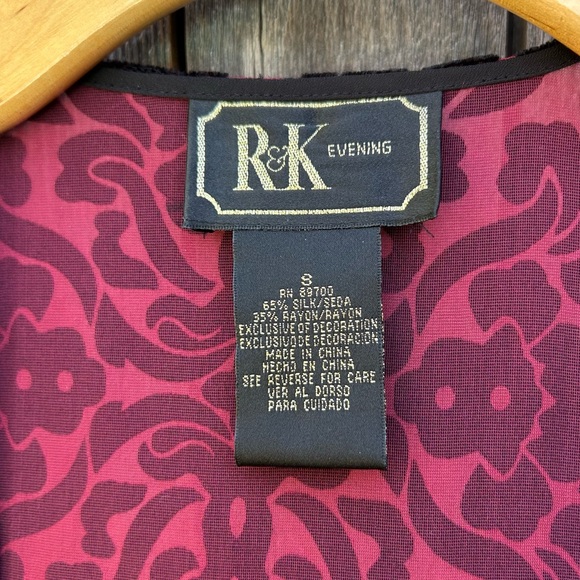 R&K EVENING
S
RN 89700
65% SILK/SEDA
35% RAYON/RAYON
EXCLUSIVE OF DECORATION
EXCLUSIVO DE DECORACION
MADE IN CHINA
HECHO EN CHINA
SEE REVERSE FOR CARE
VER AL DORSO
PARA CUIDADO